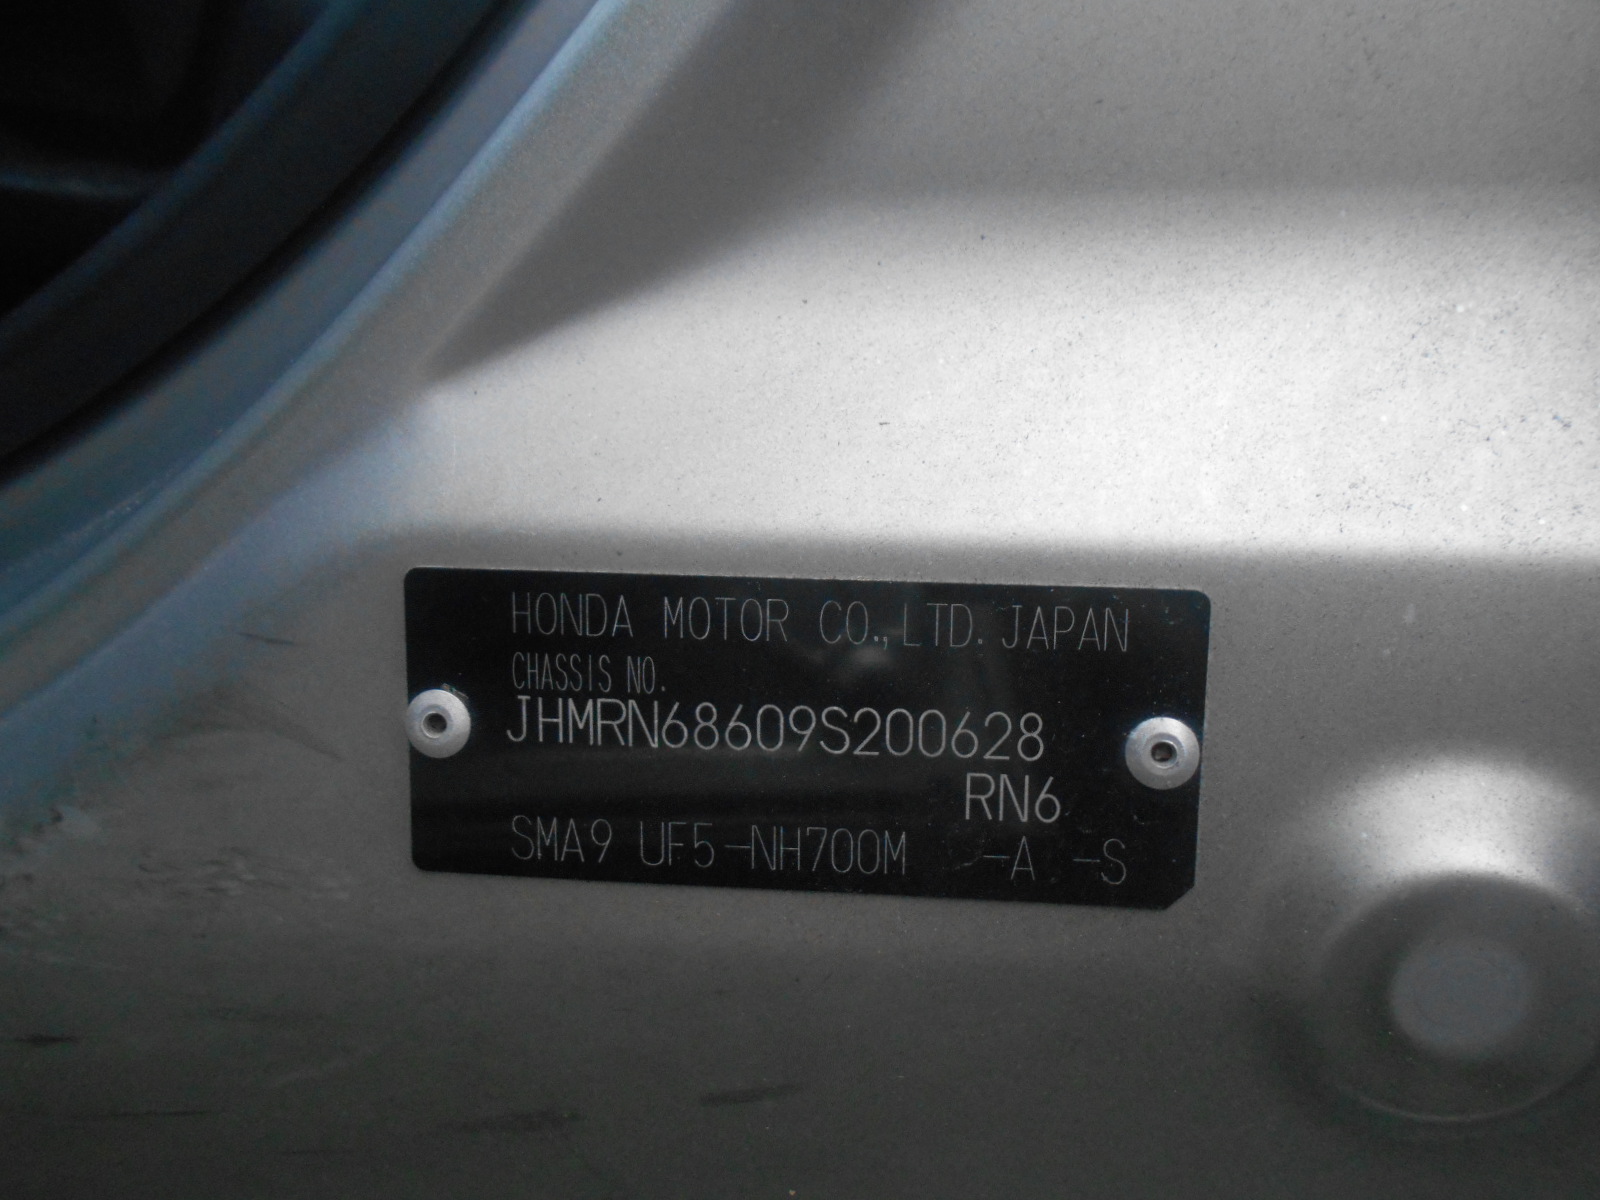 HONDA MOTOR CO.,LTD. JAPAN
CHASSIS NO.
JHMRN68609S200628
RN6
SMA9 UF5-NH700M -A -S